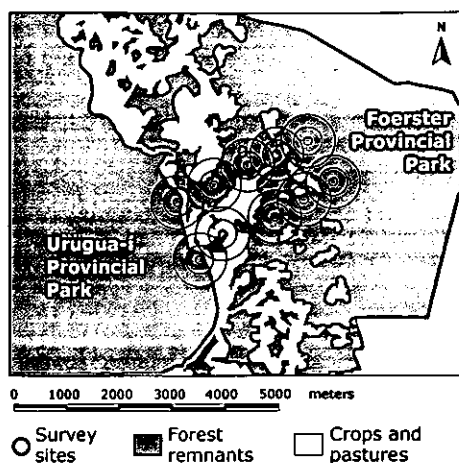 N
Foerster
Provincial
Park
Urugua-í
Provincial
Park
0 1000 2000 3000 4000 5000 meters
Survey
sites
Forest
remnants
Crops and
pastures